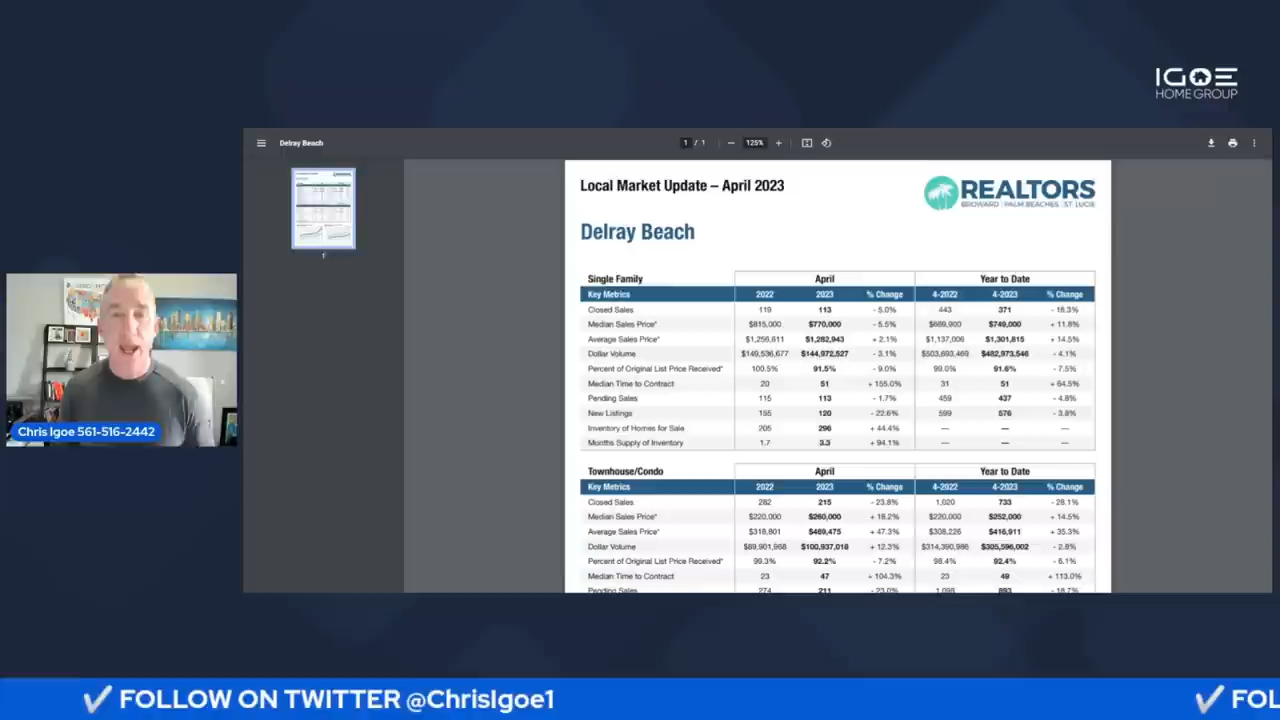 IGOE
HOME GROUP
Delray Beach
1 / 1
125%
1
Local Market Update – April 2023
REALTORS
BROWARD | PALM BEACHES | ST. LUCIE
Delray Beach
Single Family April Year to Date
Key Metrics 2022 2023 % Change 4-2022 4-2023 % Change
Closed Sales 119 113 - 5.0% 443 371 - 16.3%
Median Sales Price* $815,000 $770,000 - 5.5% $669,900 $749,000 + 11.8%
Average Sales Price* $1,256,611 $1,282,943 + 2.1% $1,137,006 $1,301,815 + 14.5%
Dollar Volume $149,536,677 $144,972,527 - 3.1% $503,693,469 $482,973,546 - 4.1%
Percent of Original List Price Received* 100.5% 91.5% - 9.0% 99.0% 91.6% - 7.5%
Median Time to Contract 20 51 + 155.0% 31 51 + 64.5%
Pending Sales 115 113 - 1.7% 459 437 - 4.8%
New Listings 155 120 - 22.6% 599 576 - 3.8%
Inventory of Homes for Sale 205 296 + 44.4% — — —
Months Supply of Inventory 1.7 3.3 + 94.1% — — —
Townhouse/Condo April Year to Date
Key Metrics 2022 2023 % Change 4-2022 4-2023 % Change
Closed Sales 282 215 - 23.8% 1,020 733 - 28.1%
Median Sales Price* $220,000 $260,000 + 18.2% $220,000 $252,000 + 14.5%
Average Sales Price* $318,801 $469,475 + 47.3% $308,226 $416,911 + 35.3%
Dollar Volume $89,901,968 $100,937,018 + 12.3% $314,390,986 $305,596,002 - 2.8%
Percent of Original List Price Received* 99.3% 92.2% - 7.2% 98.4% 92.4% - 6.1%
Median Time to Contract 23 47 + 104.3% 23 49 + 113.0%
Pending Sales 274 211 - 23.0% 1,098 893 - 18.7%
Chris Igoe 561-516-2442
FOLLOW ON TWITTER @ChrisIgoe1
FOL